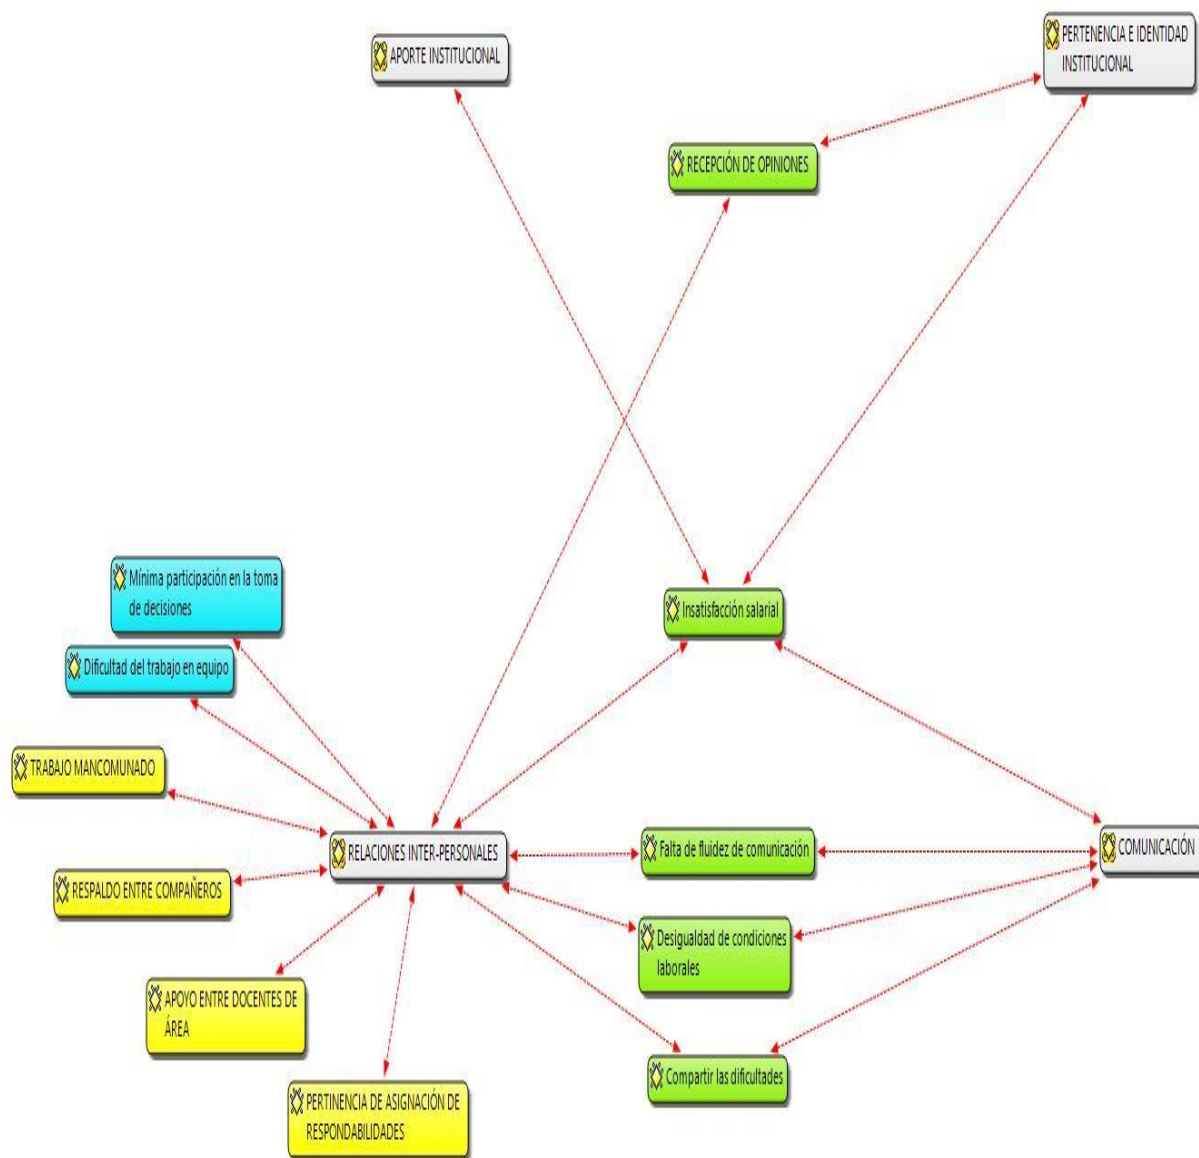 PERTENENCIA E IDENTIDAD
INSTITUCIONAL
APORTE INSTITUCIONAL
RECEPCIÓN DE OPINIONES
Mínima participación en la toma
de decisiones
Insatisfacción salarial
Dificultad del trabajo en equipo
TRABAJO MANCOMUNADO
RELACIONES INTER-PERSONALES
Falta de fluidez de comunicación
COMUNICACIÓN
RESPALDO ENTRE COMPAÑEROS
Desigualdad de condiciones
laborales
APOYO ENTRE DOCENTES DE
ÁREA
Compartir las dificultades
PERTINENCIA DE ASIGNACIÓN DE
RESPONDABILIDADES